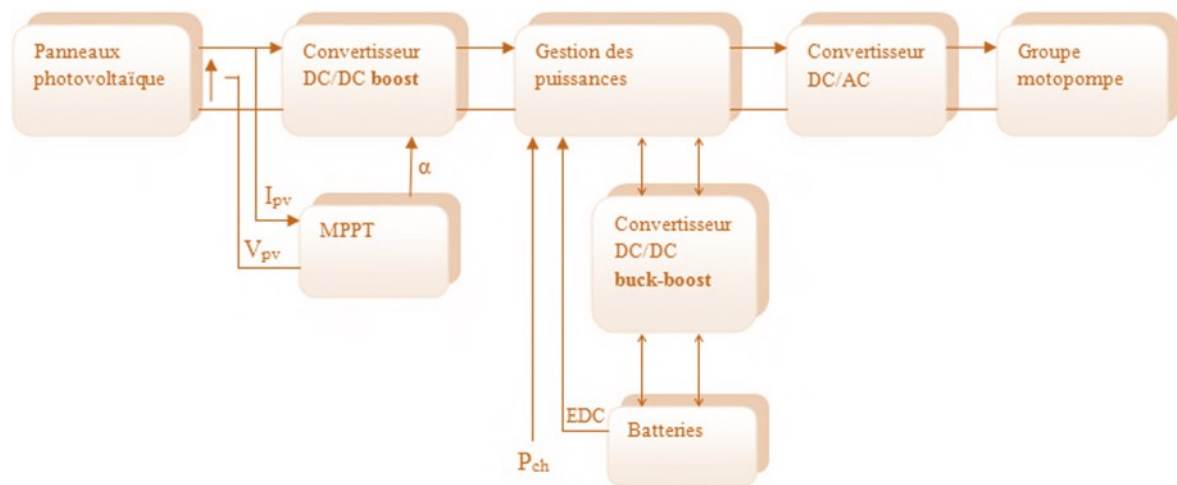 Panneaux
photovoltaïque
Convertisseur
DC/DC boost
Gestion des
puissances
Convertisseur
DC/AC
Groupe
motopompe
α
Ipv
MPPT
Vpv
Convertisseur
DC/DC
buck-boost
EDC
Batteries
Pch